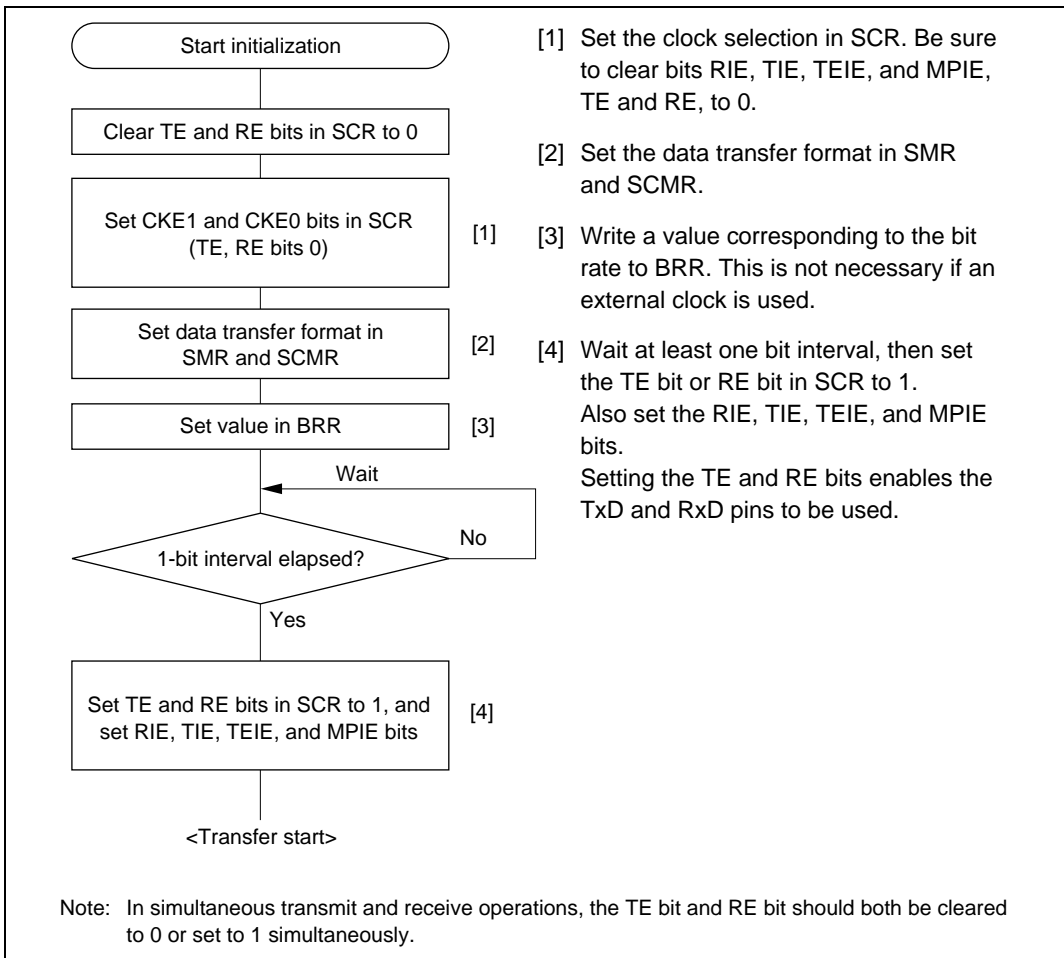 Start initialization
Clear TE and RE bits in SCR to 0
Set CKE1 and CKE0 bits in SCR
(TE, RE bits 0)
[1]
Set data transfer format in
SMR and SCMR
[2]
Set value in BRR
[3]
Wait
No
1-bit interval elapsed?
Yes
Set TE and RE bits in SCR to 1, and
set RIE, TIE, TEIE, and MPIE bits
[4]
<Transfer start>
[1] Set the clock selection in SCR. Be sure
to clear bits RIE, TIE, TEIE, and MPIE,
TE and RE, to 0.
[2] Set the data transfer format in SMR
and SCMR.
[3] Write a value corresponding to the bit
rate to BRR. This is not necessary if an
external clock is used.
[4] Wait at least one bit interval, then set
the TE bit or RE bit in SCR to 1.
Also set the RIE, TIE, TEIE, and MPIE
bits.
Setting the TE and RE bits enables the
TxD and RxD pins to be used.
Note: In simultaneous transmit and receive operations, the TE bit and RE bit should both be cleared
to 0 or set to 1 simultaneously.